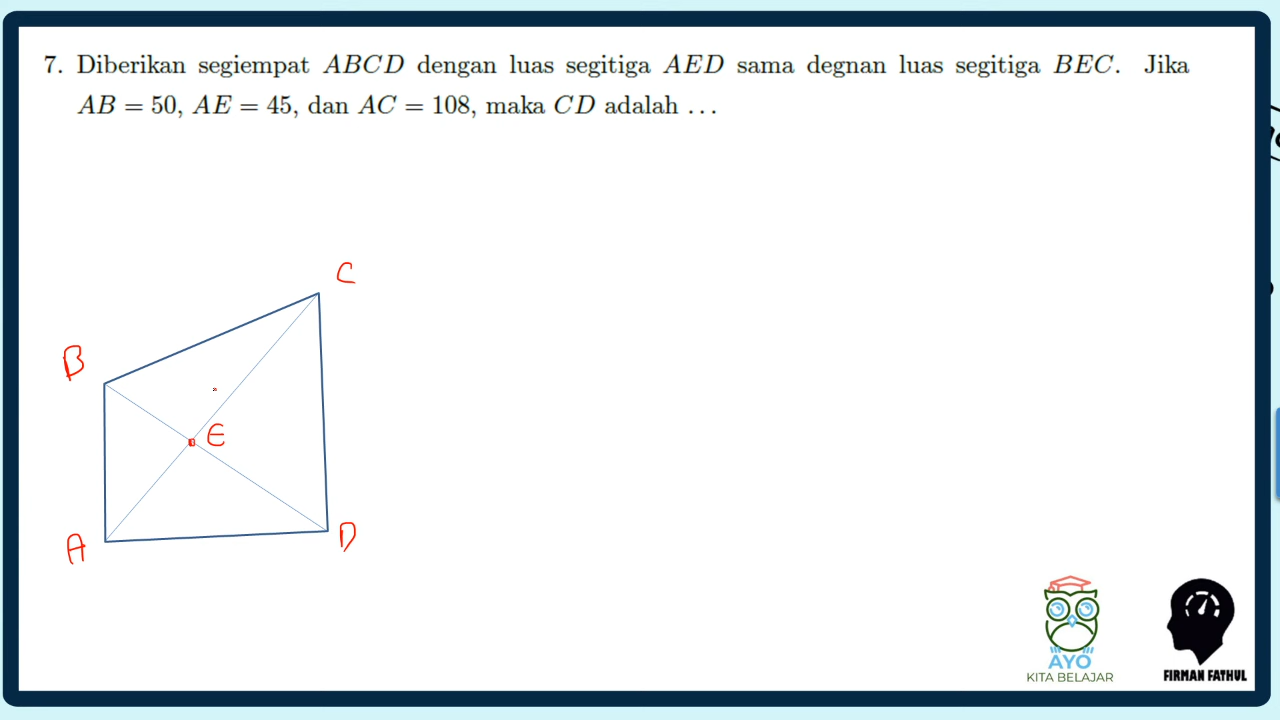 7. Diberikan segiempat ABCD dengan luas segitiga AED sama degnan luas segitiga BEC. Jika
AB = 50, AE = 45, dan AC = 108, maka CD adalah ...
C
B
E
A
D
AYO
KITA BELAJAR
FIRMAN FATHUL